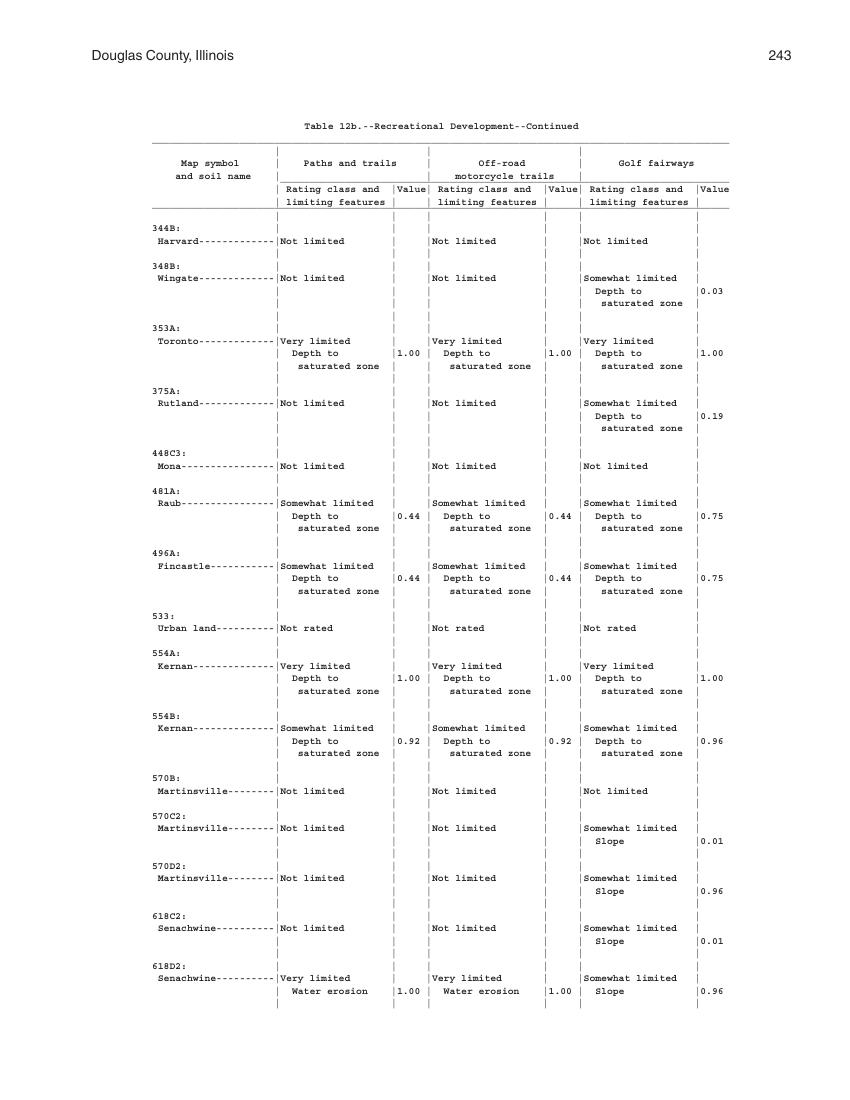 Douglas County, Illinois 243
Table 12b.--Recreational Development--Continued
Map symbol | Paths and trails | Off-road | Golf fairways
and soil name | | motorcycle trails |
| Rating class and |Value| Rating class and |Value| Rating class and |Value
| limiting features | | limiting features | | limiting features |
344B:
Harvard-------------|Not limited | |Not limited | |Not limited |
348B:
Wingate------------|Not limited | |Not limited | |Somewhat limited |
| | | | | Depth to |0.03
| | | | | saturated zone |
353A:
Toronto------------|Very limited | |Very limited | |Very limited |
| Depth to |1.00 | Depth to |1.00 | Depth to |1.00
| saturated zone | | saturated zone | | saturated zone |
375A:
Rutland------------|Not limited | |Not limited | |Somewhat limited |
| | | | | Depth to |0.19
| | | | | saturated zone |
448C3:
Mona---------------|Not limited | |Not limited | |Not limited |
481A:
Raub---------------|Somewhat limited | |Somewhat limited | |Somewhat limited |
| Depth to |0.44 | Depth to |0.44 | Depth to |0.75
| saturated zone | | saturated zone | | saturated zone |
496A:
Fincastle----------|Somewhat limited | |Somewhat limited | |Somewhat limited |
| Depth to |0.44 | Depth to |0.44 | Depth to |0.75
| saturated zone | | saturated zone | | saturated zone |
533:
Urban land---------|Not rated | |Not rated | |Not rated |
554A:
Kernan-------------|Very limited | |Very limited | |Very limited |
| Depth to |1.00 | Depth to |1.00 | Depth to |1.00
| saturated zone | | saturated zone | | saturated zone |
554B:
Kernan-------------|Somewhat limited | |Somewhat limited | |Somewhat limited |
| Depth to |0.92 | Depth to |0.92 | Depth to |0.96
| saturated zone | | saturated zone | | saturated zone |
570B:
Martinsville-------|Not limited | |Not limited | |Not limited |
570C2:
Martinsville-------|Not limited | |Not limited | |Somewhat limited |
| | | | | Slope |0.01
570D2:
Martinsville-------|Not limited | |Not limited | |Somewhat limited |
| | | | | Slope |0.96
618C2:
Senachwine---------|Not limited | |Not limited | |Somewhat limited |
| | | | | Slope |0.01
618D2:
Senachwine---------|Very limited | |Very limited | |Somewhat limited |
| Water erosion |1.00 | Water erosion |1.00 | Slope |0.96